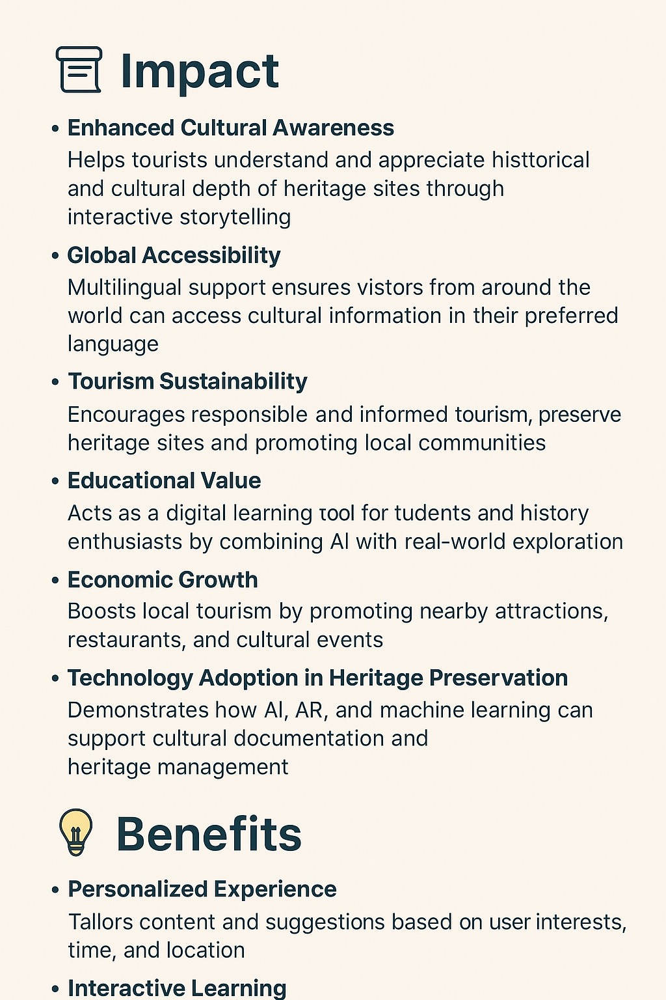 Impact
• Enhanced Cultural Awareness
Helps tourists understand and appreciate histtorical
and cultural depth of heritage sites through
interactive storytelling
• Global Accessibility
Multilingual support ensures vistors from around the
world can access cultural information in their preferred
language
• Tourism Sustainability
Encourages responsible and informed tourism, preserve
heritage sites and promoting local communities
• Educational Value
Acts as a digital learning τool for tudents and history
enthusiasts by combining AI with real-world exploration
• Economic Growth
Boosts local tourism by promoting nearby attractions,
restaurants, and cultural events
• Technology Adoption in Heritage Preservation
Demonstrates how AI, AR, and machine learning can
support cultural documentation and
heritage management
Benefits
• Personalized Experience
Tallors content and suggestions based on user interests,
time, and location
• Interactive Learning